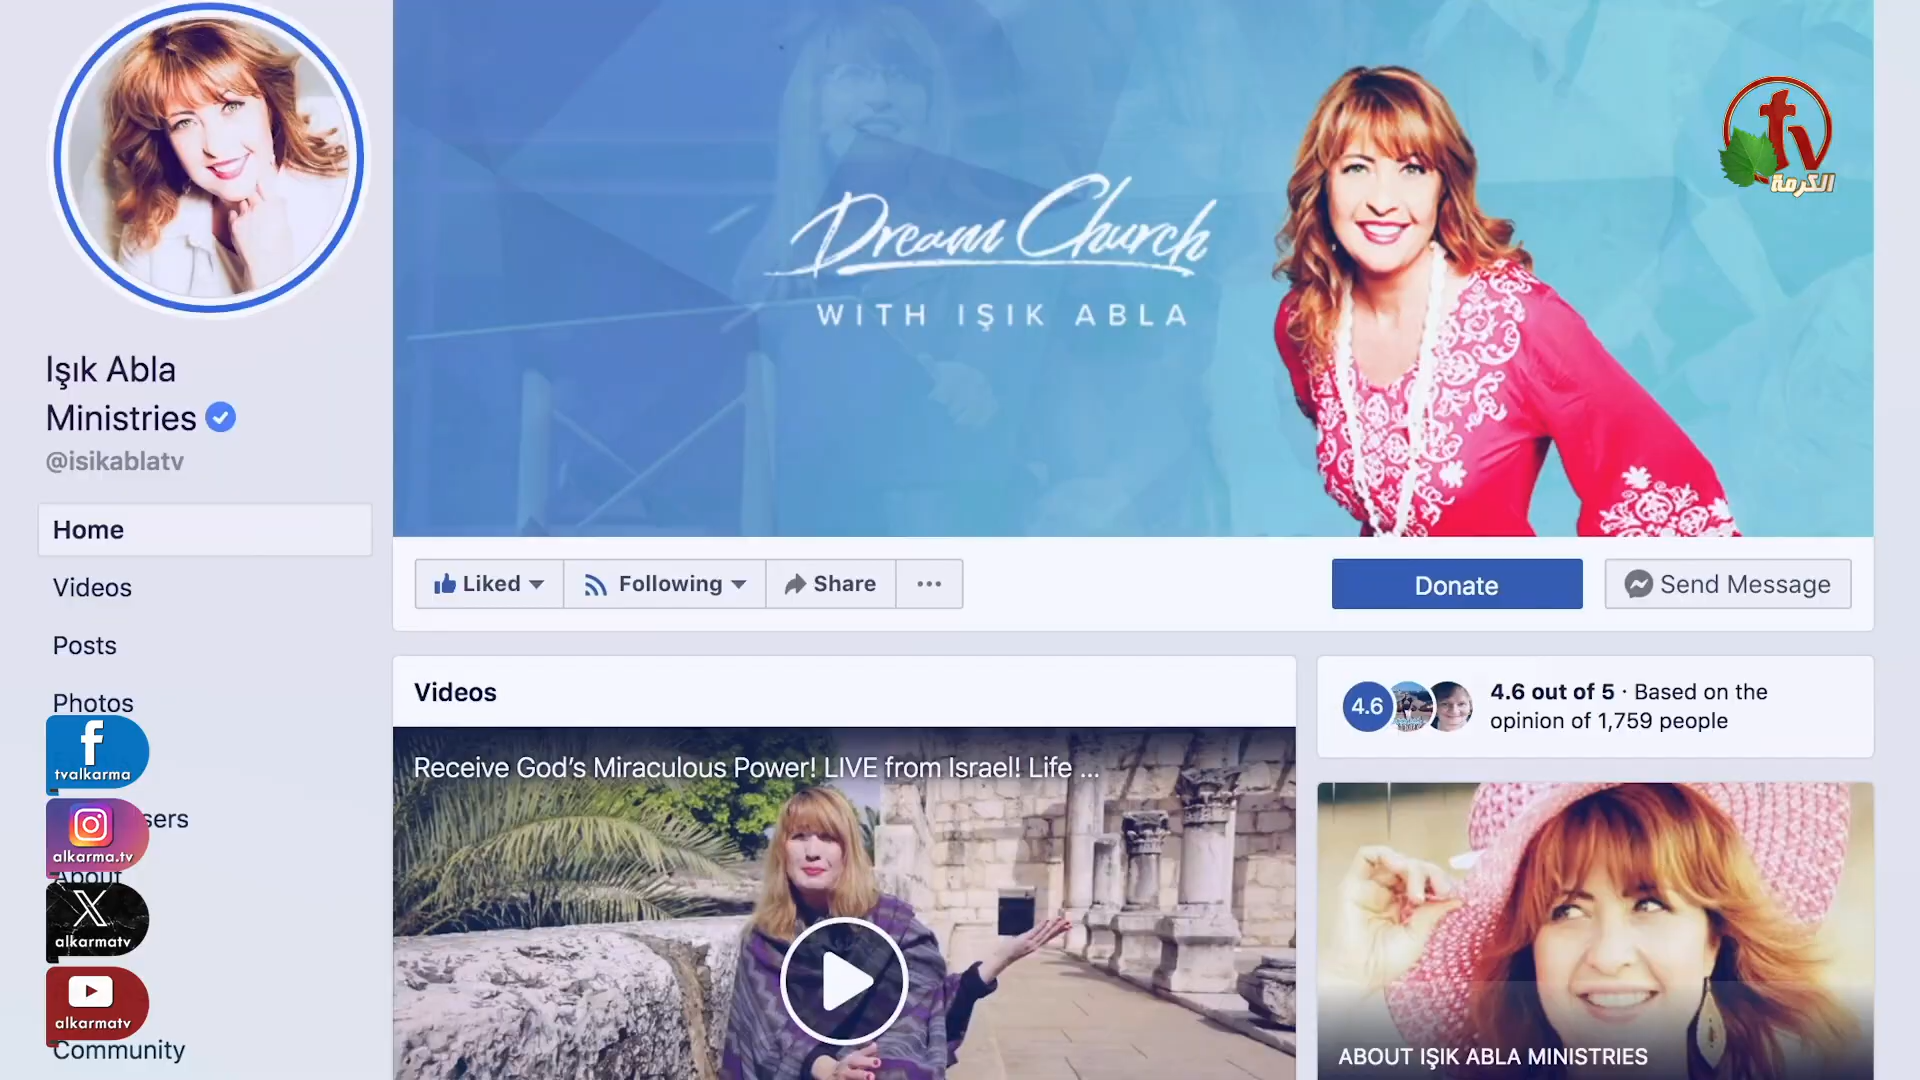 Dream Church
WITH IŞIK ABLA
tv
الكرمة
Işık Abla
Ministries
@isikablatv
Home
Videos
Posts
Photos
About
Community
tvalkarma
alkarma.tv
alkarmatv
alkarmatv
Liked
Following
Share
Donate
Send Message
Videos
Receive God’s Miraculous Power! LIVE from Israel! Life ...
4.6
4.6 out of 5 · Based on the
opinion of 1,759 people
ABOUT IŞIK ABLA MINISTRIES